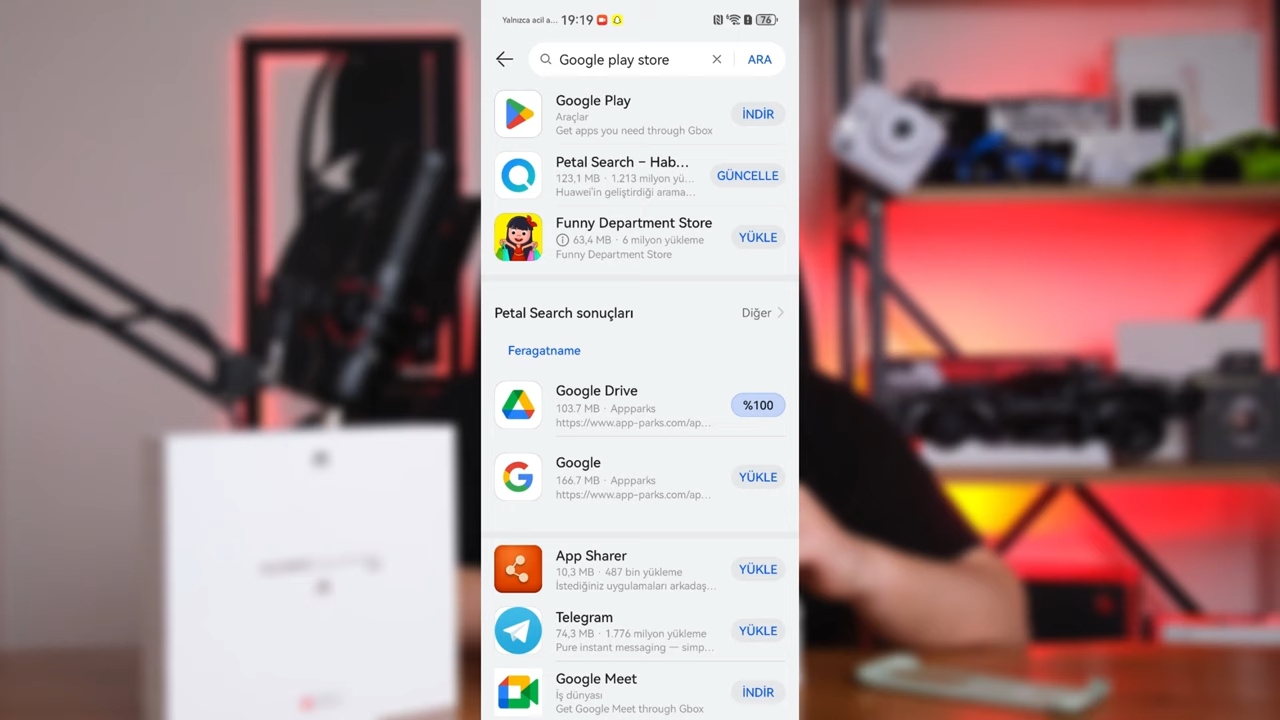 Yalnızca acil a... 19:19
76
Google play store
ARA
Google Play
Araçlar
Get apps you need through Gbox
İNDİR
Petal Search – Hab...
123,1 MB · 1.213 milyon yü...
Huawei'in geliştirdiği arama...
GÜNCELLE
Funny Department Store
63,4 MB · 6 milyon yükleme
Funny Department Store
YÜKLE
Petal Search sonuçları
Diğer
Feragatname
Google Drive
103.7 MB · Appparks
https://www.app-parks.com/ap...
%100
Google
166.7 MB · Appparks
https://www.app-parks.com/ap...
YÜKLE
App Sharer
10,3 MB · 487 bin yükleme
İstediğiniz uygulamaları arkadaş...
YÜKLE
Telegram
74,3 MB · 1.776 milyon yükleme
Pure instant messaging — simp...
YÜKLE
Google Meet
İş dünyası
Get Google Meet through Gbox
İNDİR